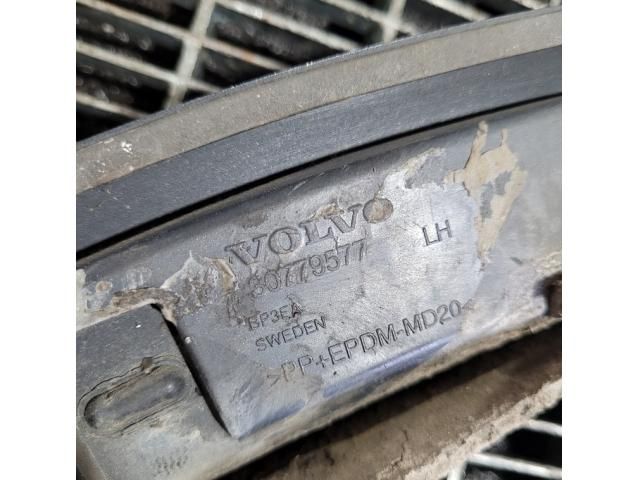 VOLVO
30779577 LH
BP3EA
SWEDEN
>PP+EPDM-MD20<